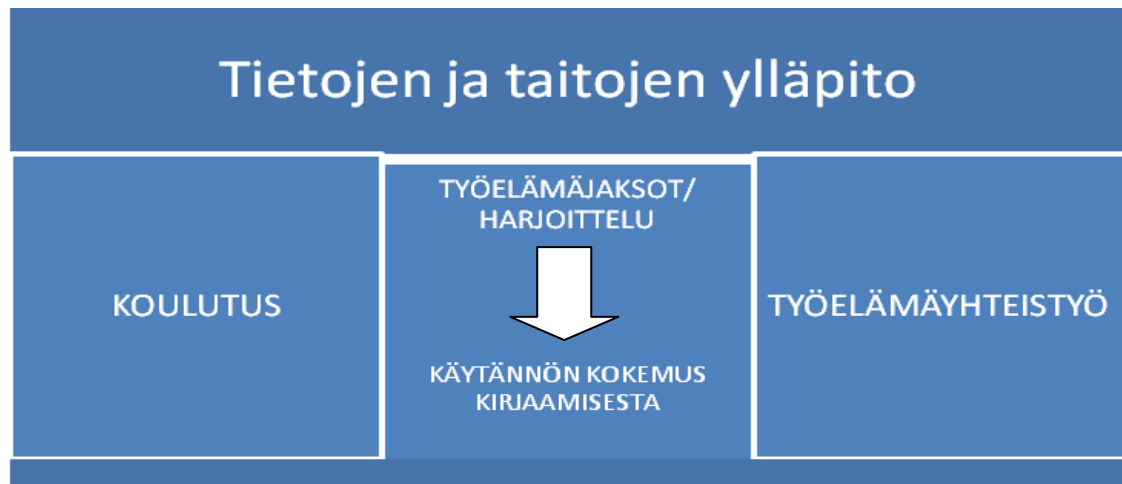 Tietojen ja taitojen ylläpito
KOULUTUS
TYÖELÄMÄJAKSOT/
HARJOITTELU
KÄYTÄNNÖN KOKEMUS
KIRJAAMISESTA
TYÖELÄMÄYHTEISTYÖ